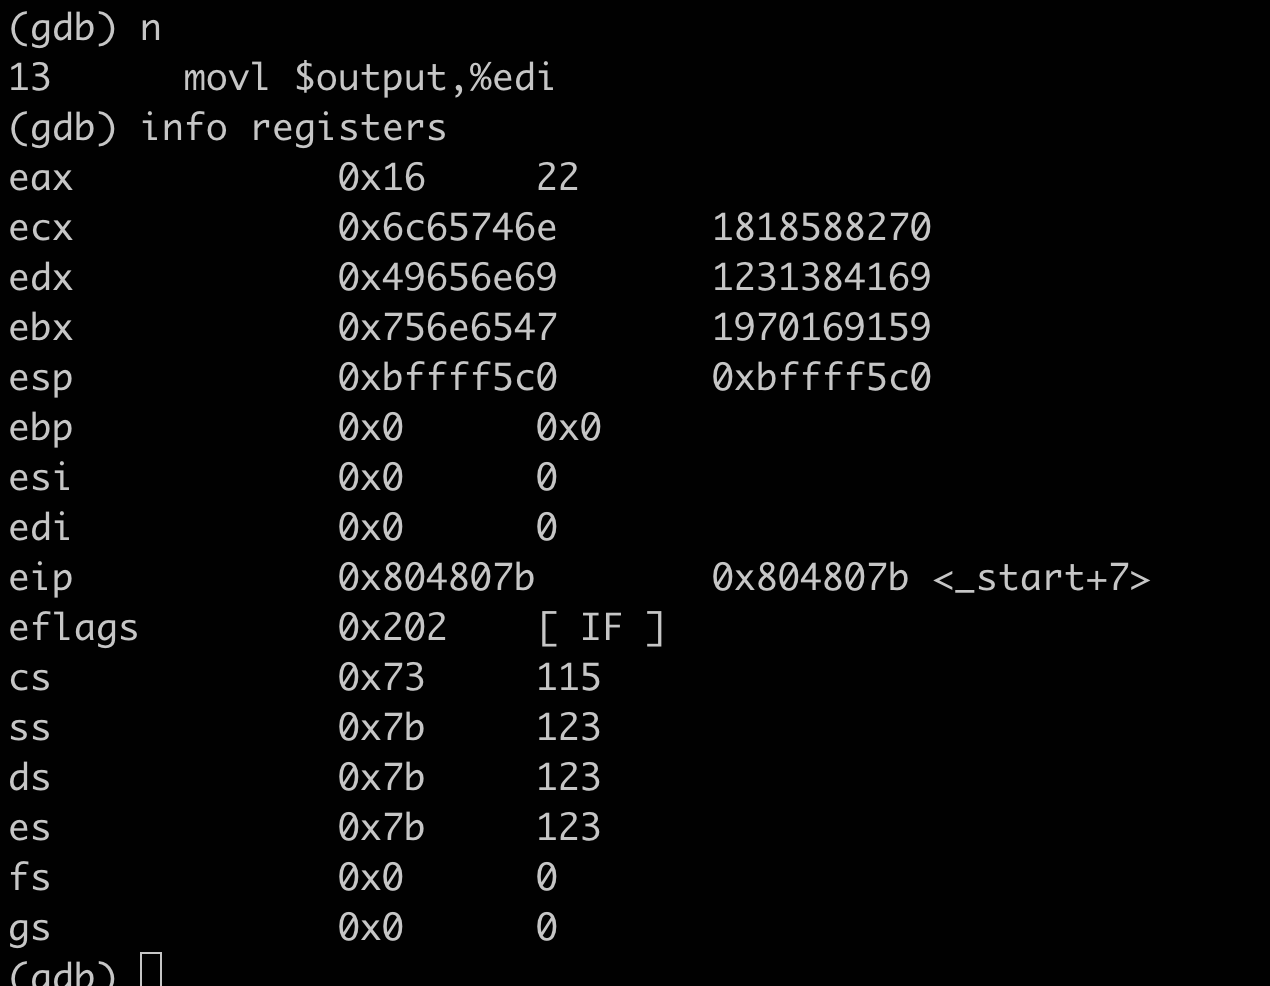 (gdb) n
13      movl $output,%edi
(gdb) info registers
eax            0x16     22
ecx            0x6c65746e       1818588270
edx            0x49656e69       1231384169
ebx            0x756e6547       1970169159
esp            0xbffff5c0       0xbffff5c0
ebp            0x0      0x0
esi            0x0      0
edi            0x0      0
eip            0x804807b        0x804807b <_start+7>
eflags         0x202    [ IF ]
cs             0x73     115
ss             0x7b     123
ds             0x7b     123
es             0x7b     123
fs             0x0      0
gs             0x0      0
(gdb)